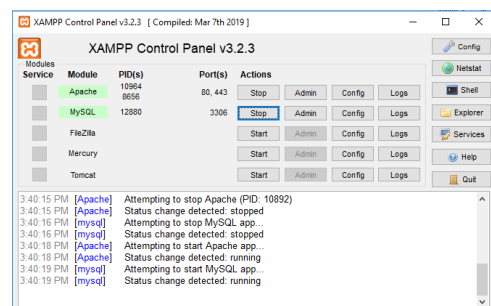 XAMPP Control Panel v3.2.3 [ Compiled: Mar 7th 2019 ]
XAMPP Control Panel v3.2.3
Config
Modules
Service Module PID(s) Port(s) Actions
Netstat
Apache 10964 8656 80, 443 Stop Admin Config Logs
Shell
MySQL 12880 3306 Stop Admin Config Logs
Explorer
FileZilla Start Admin Config Logs
Services
Mercury Start Admin Config Logs
Help
Tomcat Start Admin Config Logs
Quit
3:40:15 PM [Apache] Attempting to stop Apache (PID: 10892)
3:40:15 PM [Apache] Status change detected: stopped
3:40:16 PM [mysql] Attempting to stop MySQL app...
3:40:16 PM [mysql] Status change detected: stopped
3:40:18 PM [Apache] Attempting to start Apache app...
3:40:18 PM [Apache] Status change detected: running
3:40:19 PM [mysql] Attempting to start MySQL app...
3:40:19 PM [mysql] Status change detected: running